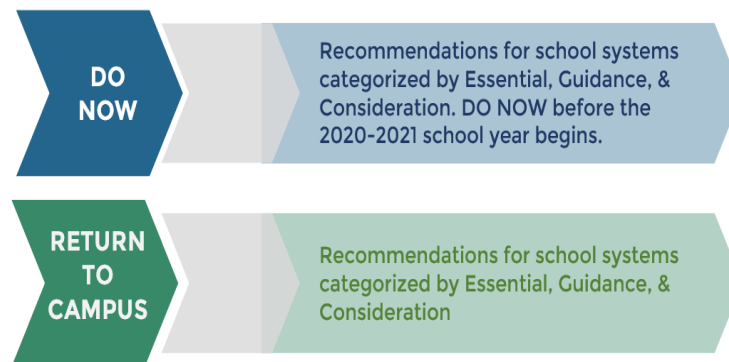 DO
NOW
Recommendations for school systems
categorized by Essential, Guidance, &
Consideration. DO NOW before the
2020-2021 school year begins.
RETURN
TO
CAMPUS
Recommendations for school systems
categorized by Essential, Guidance, &
Consideration